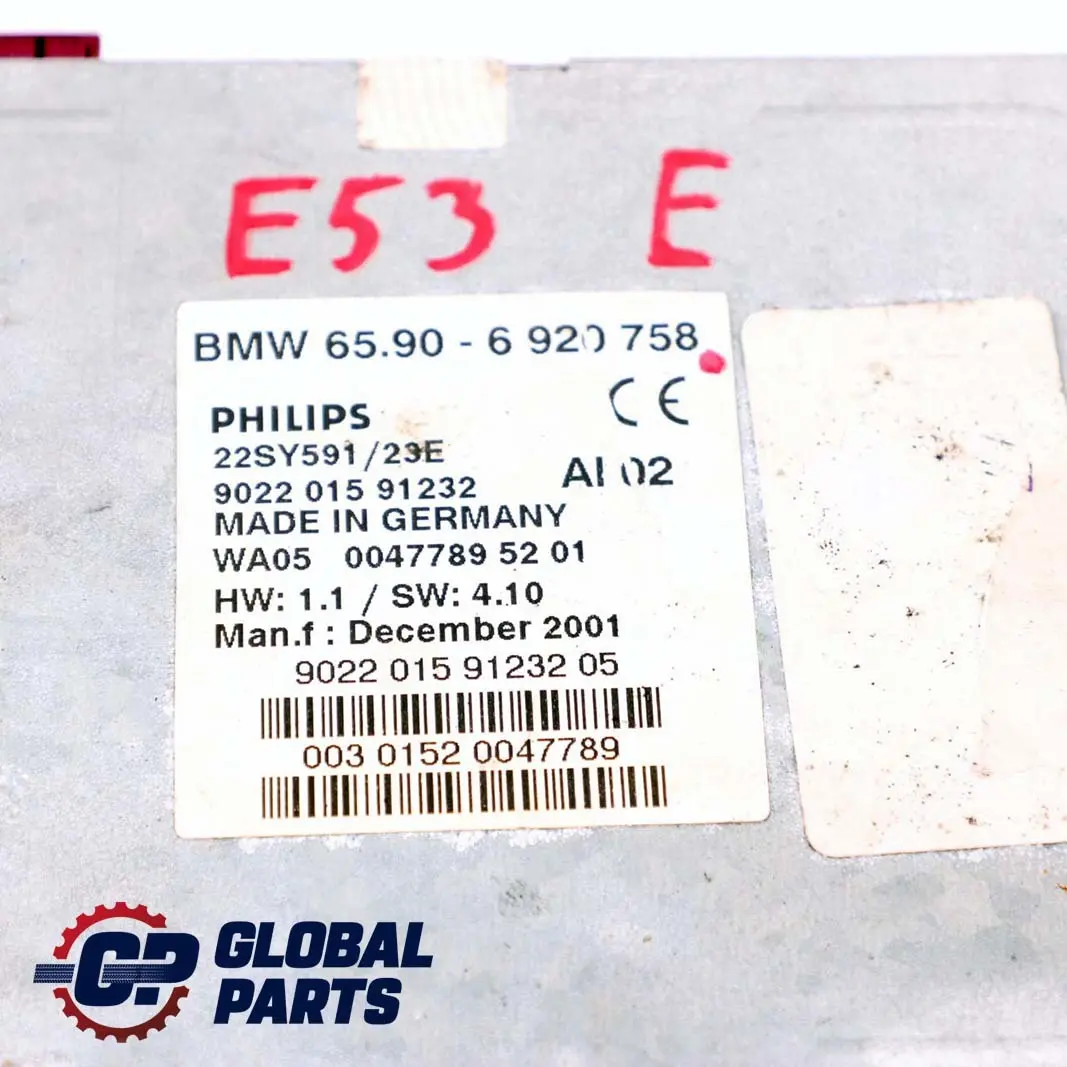 E53 E
BMW 65.90 - 6 920 758
PHILIPS
22SY591/23E
AI 02
9022 015 91232
MADE IN GERMANY
WA05 0047789 52 01
HW: 1.1 / SW: 4.10
Man.f : December 2001
9022 015 91232 05
003 0152 0047789
GP GLOBAL
PARTS